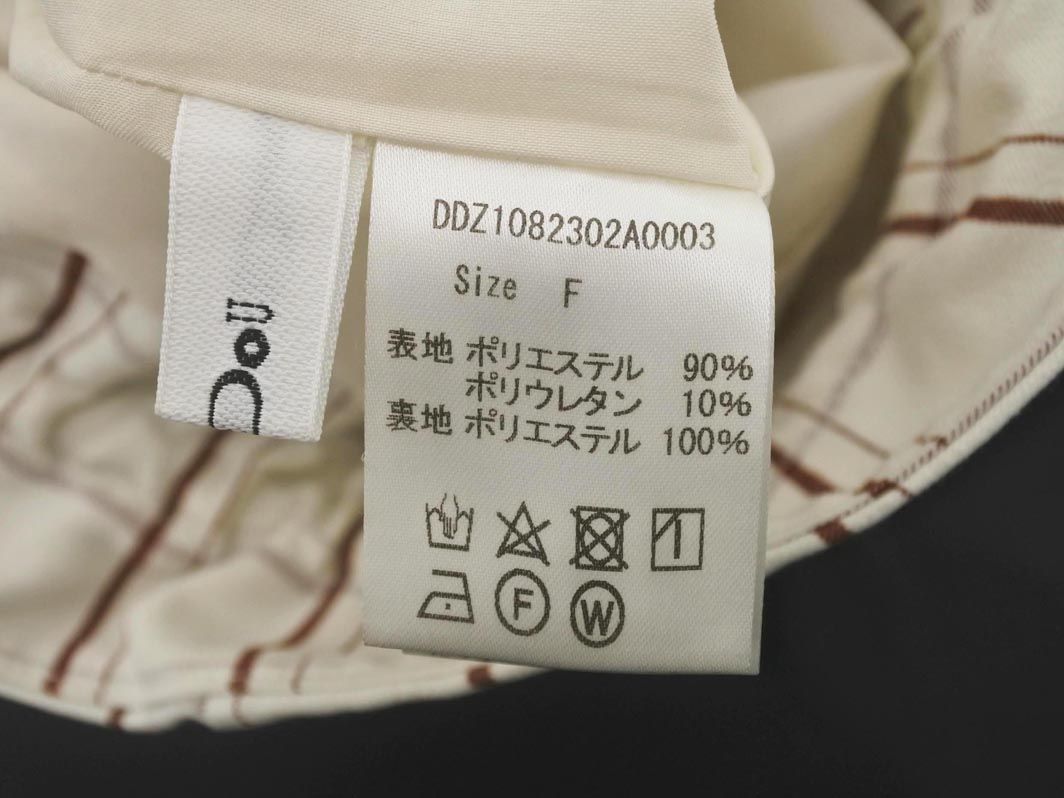 DDZ1082302A0003
Size F
表地 ポリエステル 90%
ポリウレタン 10%
裏地 ポリエステル 100%
F W